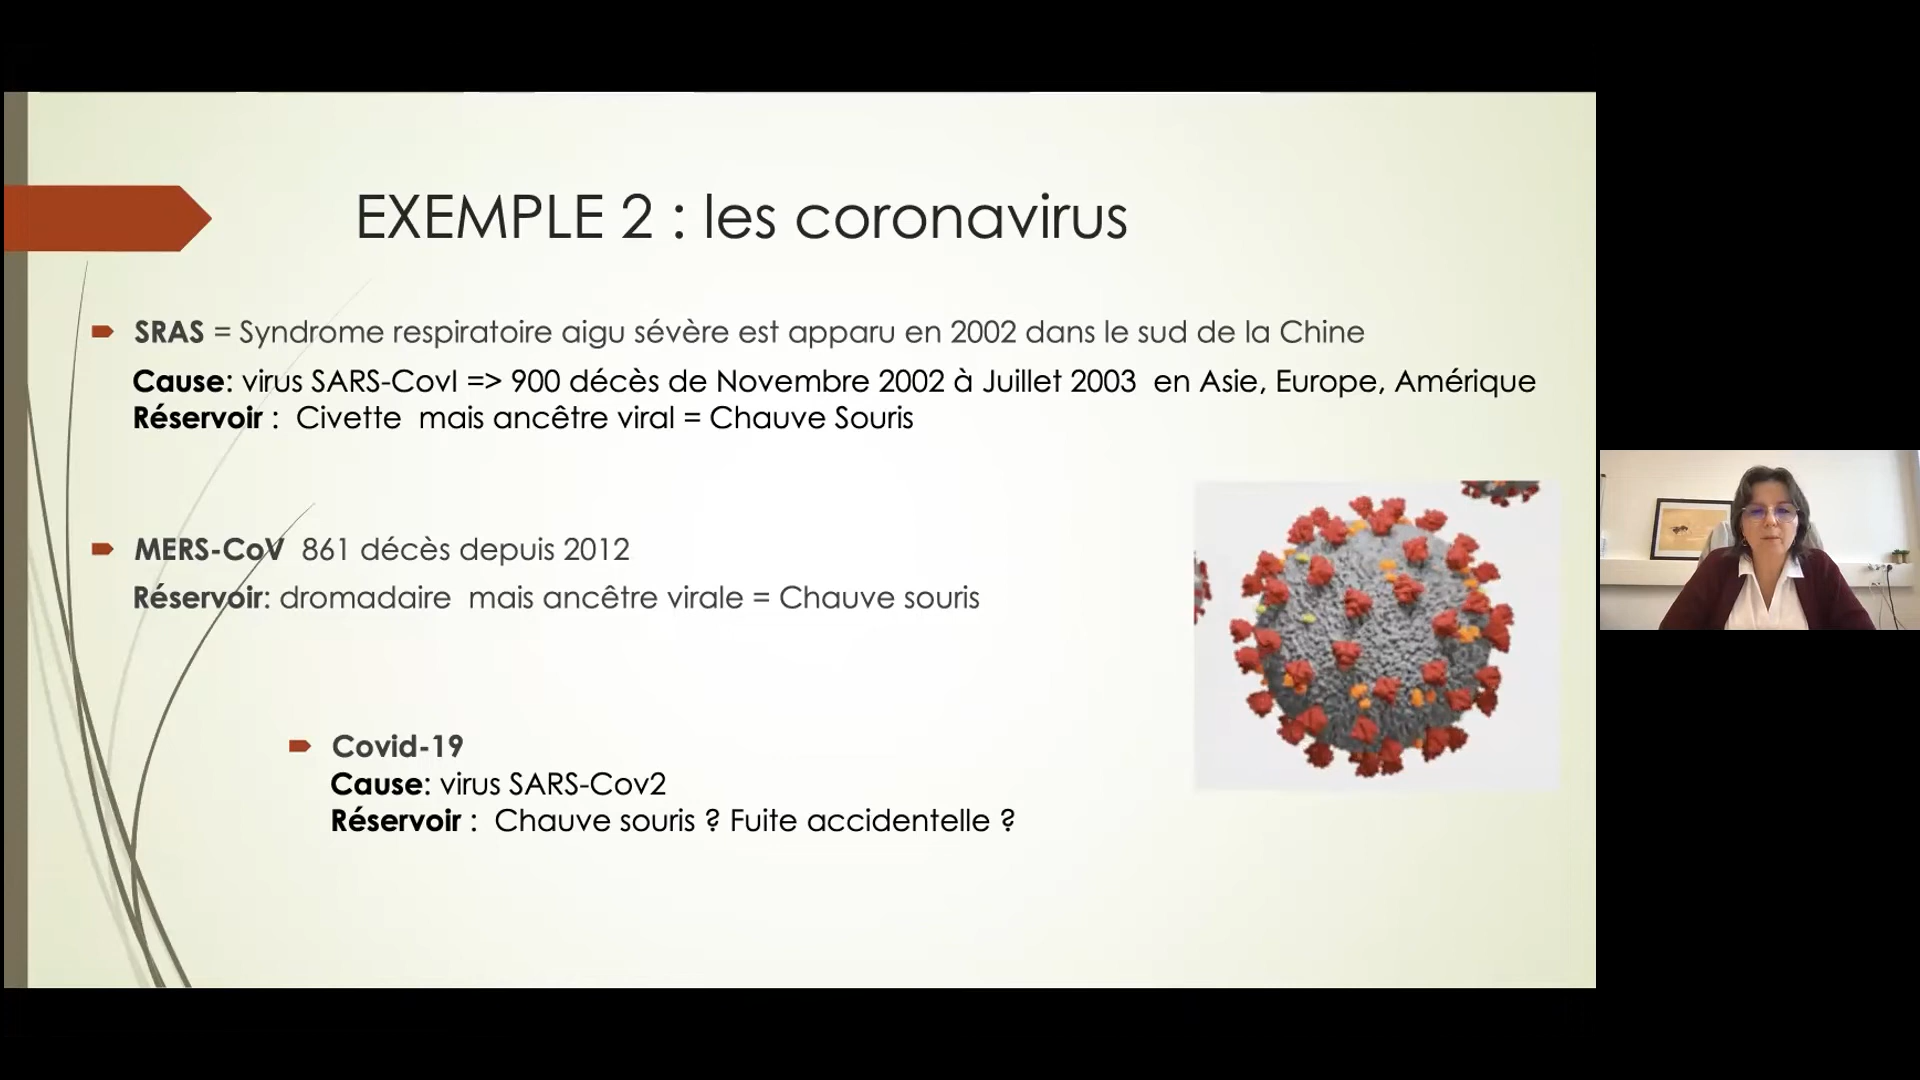 EXEMPLE 2 : les coronavirus
SRAS = Syndrome respiratoire aigu sévère est apparu en 2002 dans le sud de la Chine
Cause: virus SARS-CovI => 900 décès de Novembre 2002 à Juillet 2003 en Asie, Europe, Amérique
Réservoir : Civette mais ancêtre viral = Chauve Souris
MERS-CoV 861 décès depuis 2012
Réservoir: dromadaire mais ancêtre virale = Chauve souris
Covid-19
Cause: virus SARS-Cov2
Réservoir : Chauve souris ? Fuite accidentelle ?